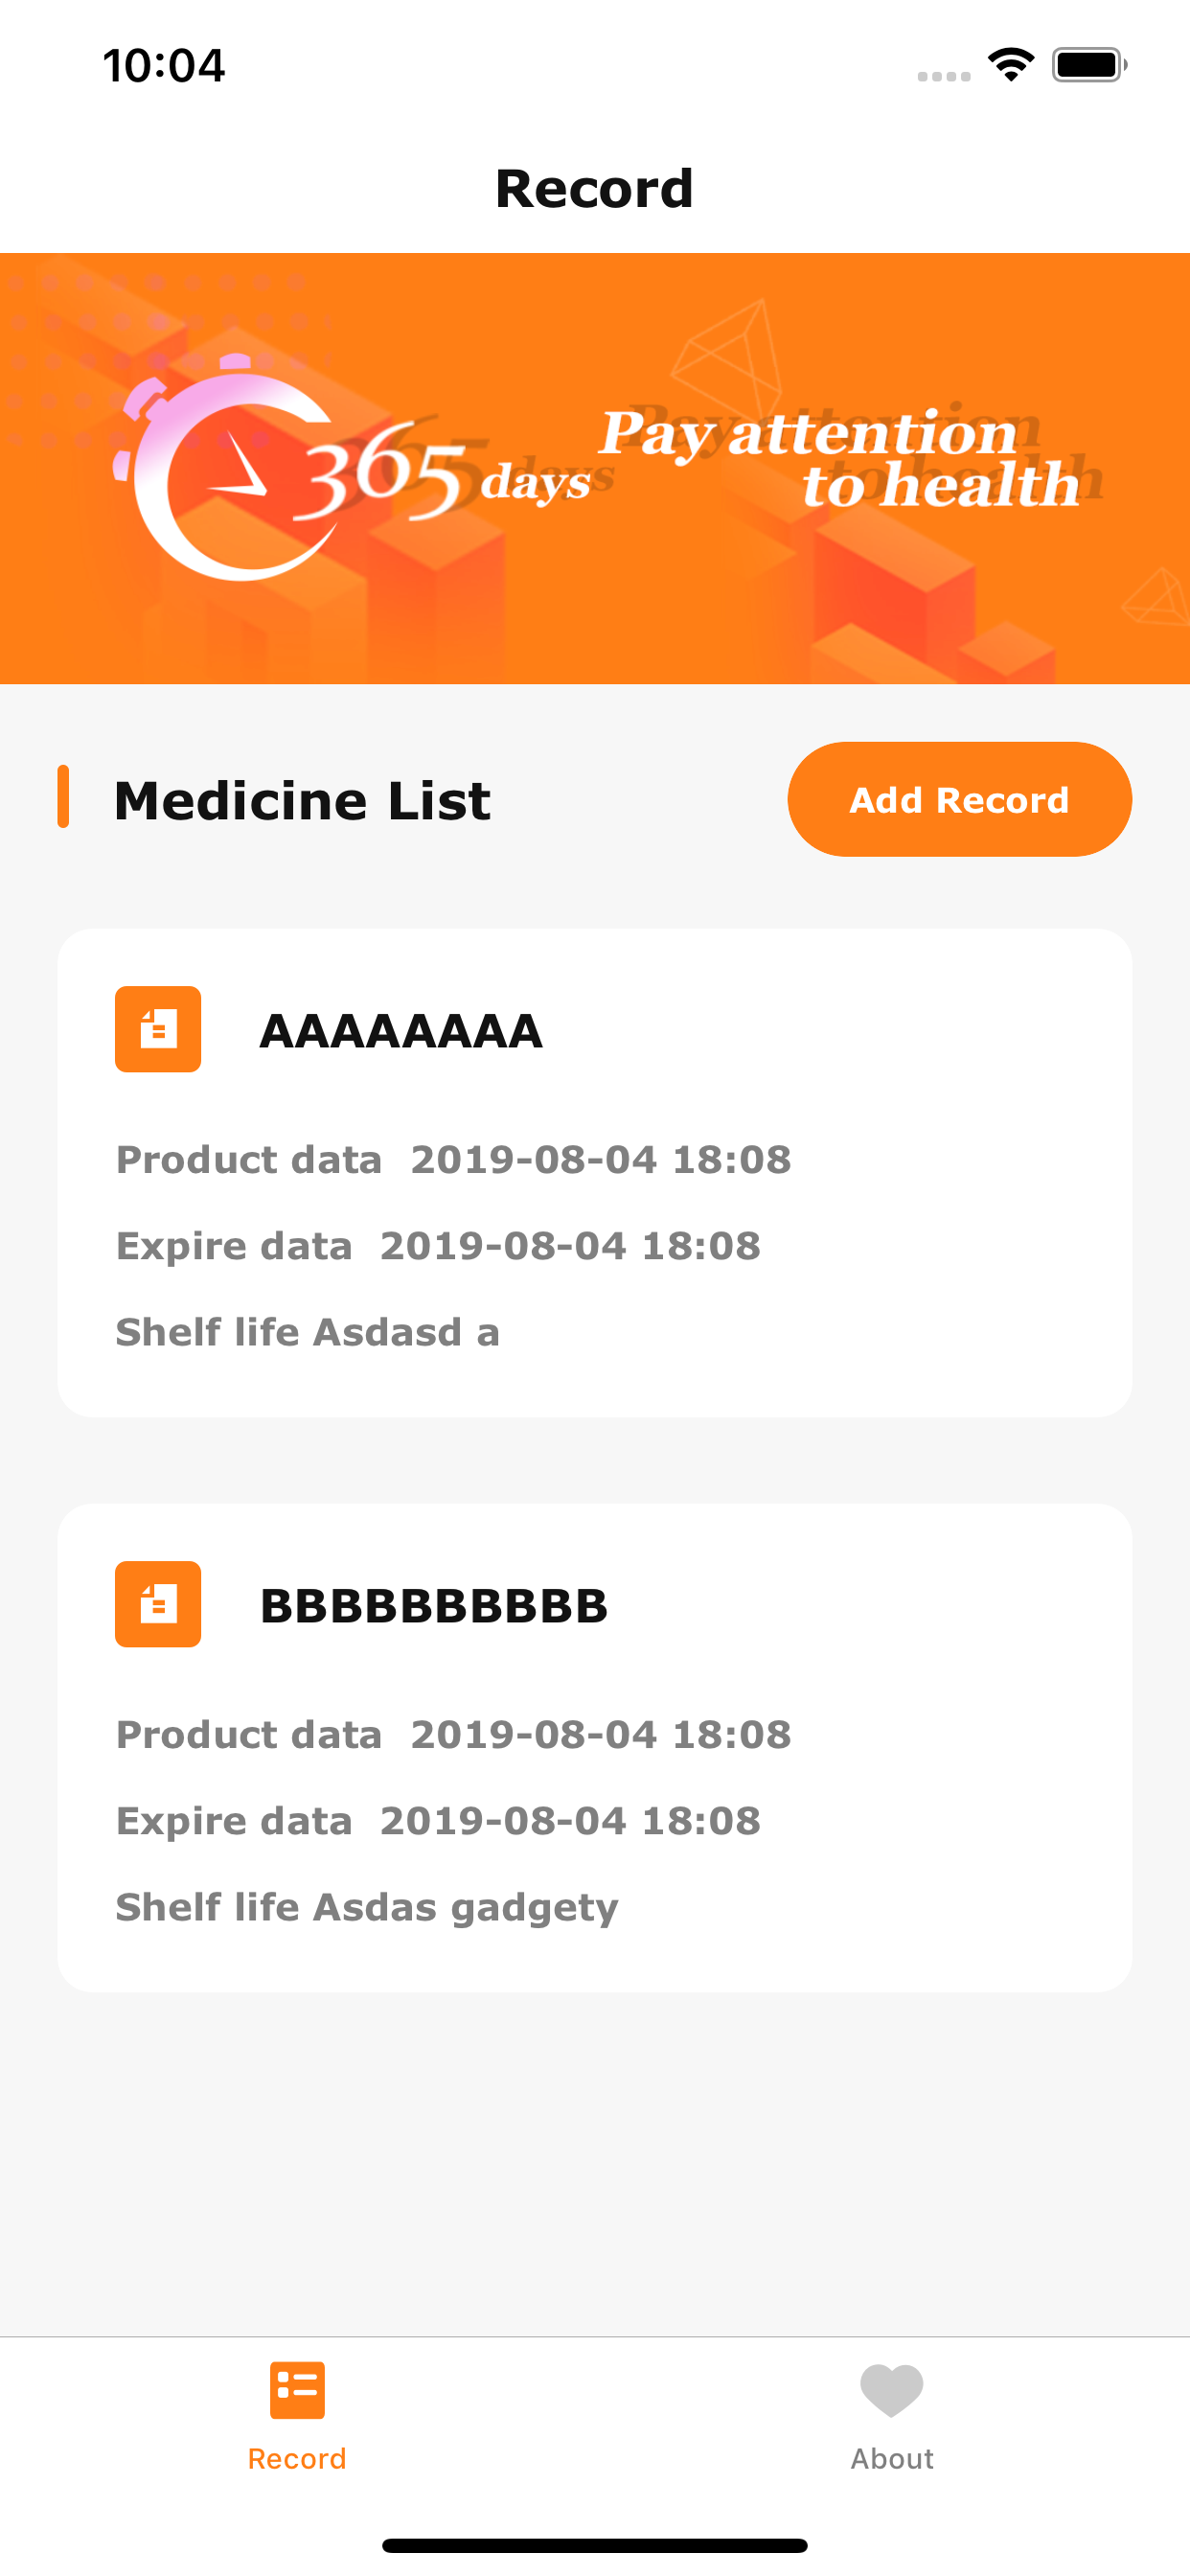 10:04
Record
365 days Pay attention
to health
Medicine List
Add Record
AAAAAAAA
Product data 2019-08-04 18:08
Expire data 2019-08-04 18:08
Shelf life Asdasd a
BBBBBBBBBB
Product data 2019-08-04 18:08
Expire data 2019-08-04 18:08
Shelf life Asdas gadgety
Record
About